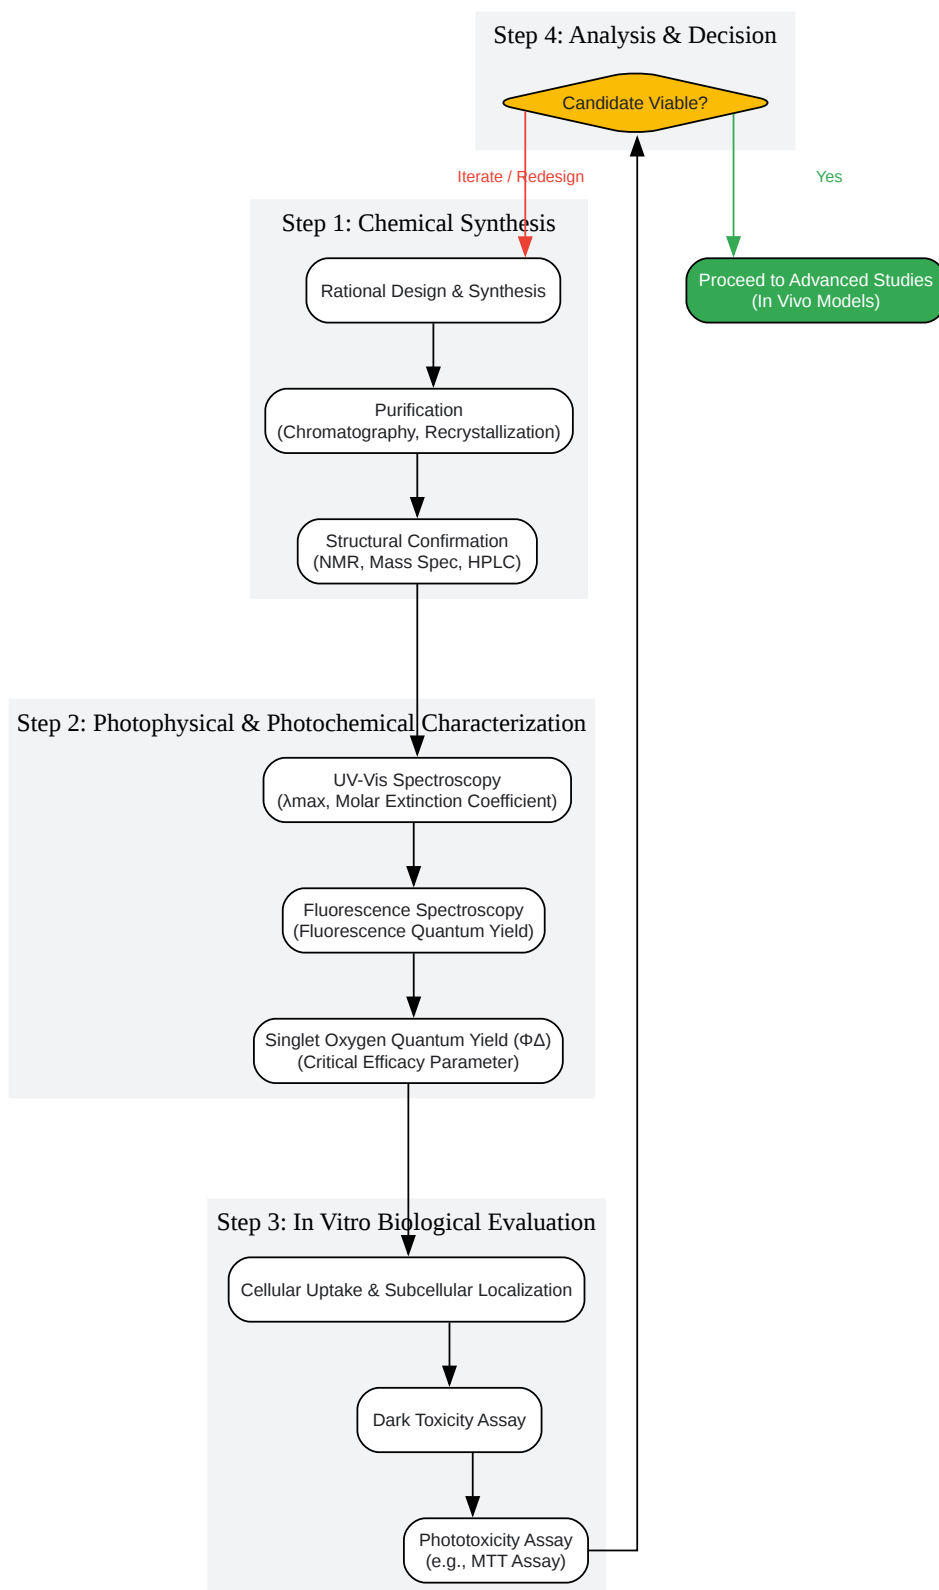 Step 4: Analysis & Decision
Candidate Viable?
Iterate / Redesign
Yes
Step 1: Chemical Synthesis
Rational Design & Synthesis
Proceed to Advanced Studies
(In Vivo Models)
Purification
(Chromatography, Recrystallization)
Structural Confirmation
(NMR, Mass Spec, HPLC)
Step 2: Photophysical & Photochemical Characterization
UV-Vis Spectroscopy
(λmax, Molar Extinction Coefficient)
Fluorescence Spectroscopy
(Fluorescence Quantum Yield)
Singlet Oxygen Quantum Yield (ΦΔ)
(Critical Efficacy Parameter)
Step 3: In Vitro Biological Evaluation
Cellular Uptake & Subcellular Localization
Dark Toxicity Assay
Phototoxicity Assay
(e.g., MTT Assay)